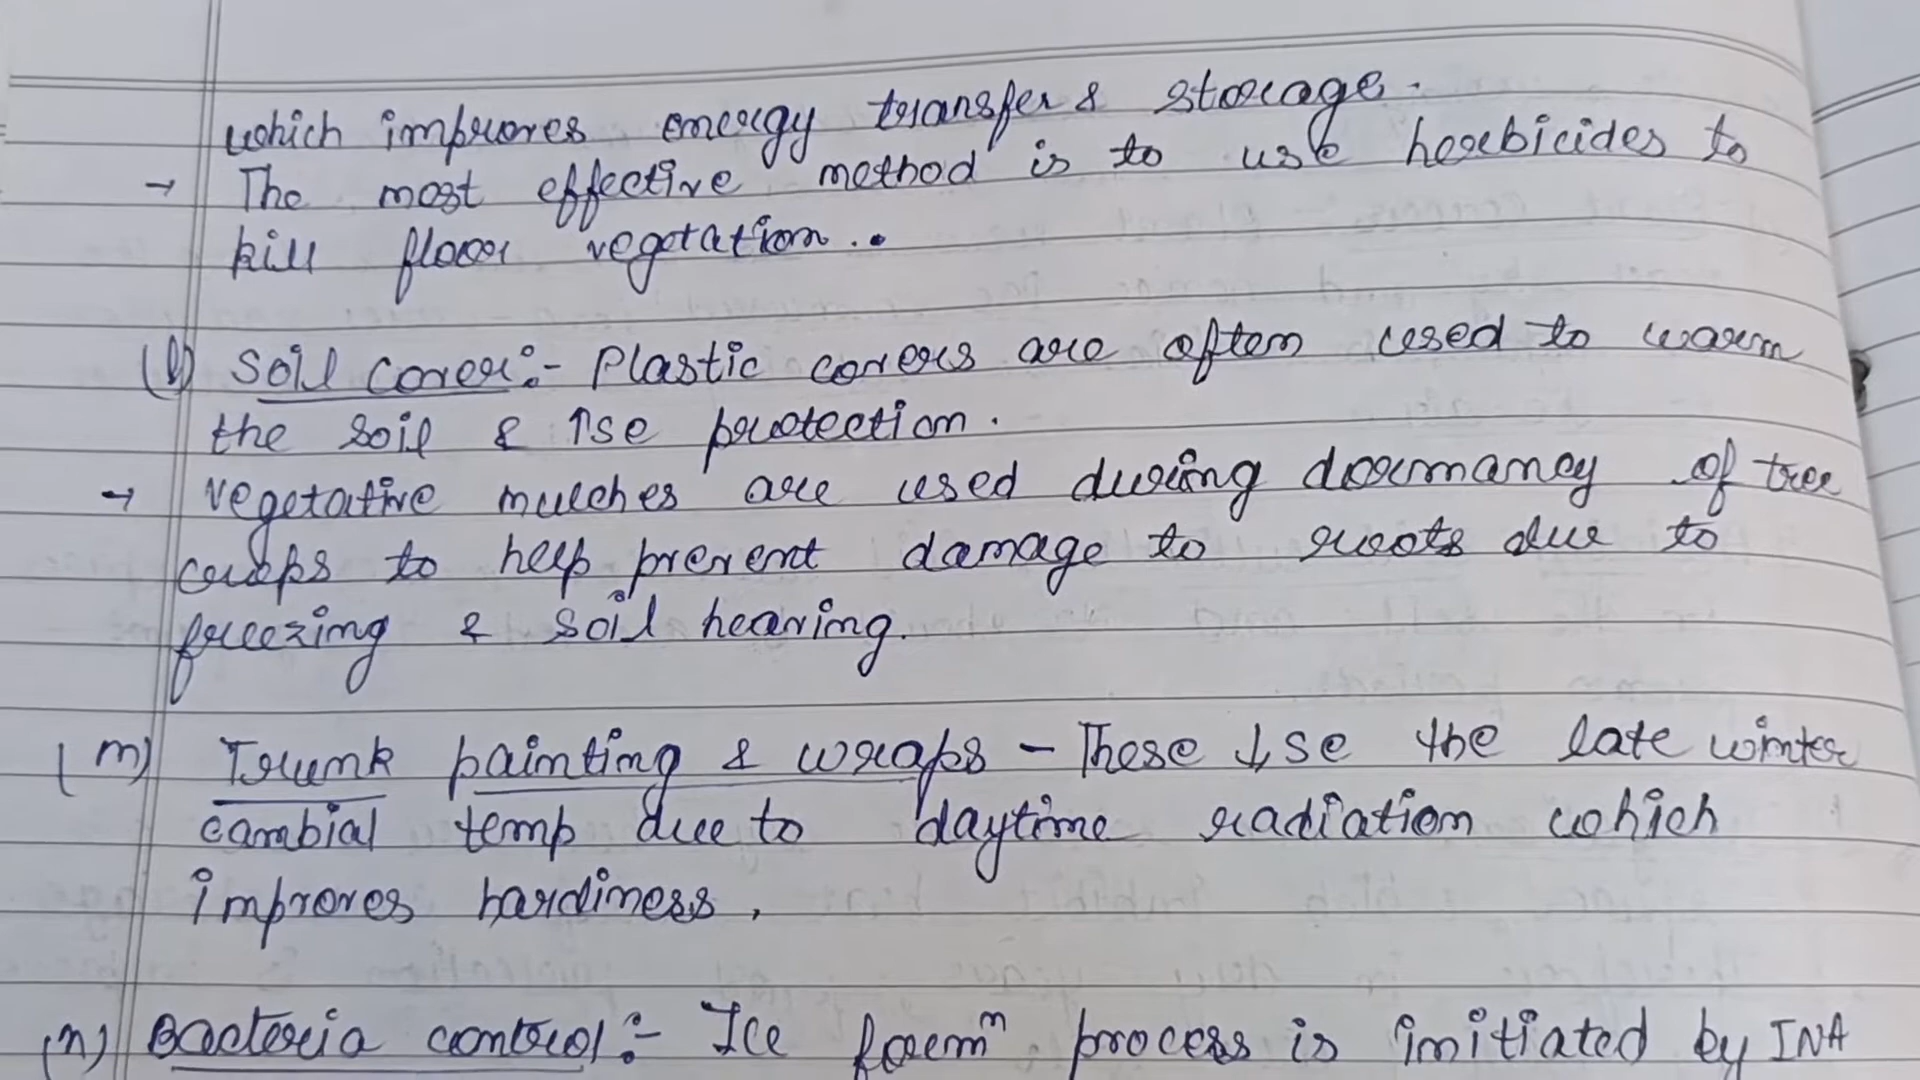 which improves energy transfer & storage.
→ The most effective method is to use herbicides to
kill floor vegetation..
(l) Soil cover:- Plastic covers are often used to warm
the soil & ↑se protection.
→ vegetative mulches are used during dormancy of tree
crops to help prevent damage to roots due to
freezing & soil heaving.
(m) Trunk painting & wraps - These ↓se the late winter
cambial temp due to daytime radiation which
improves hardiness.
(n) Bacteria control:- Ice formⁿ process is initiated by INA